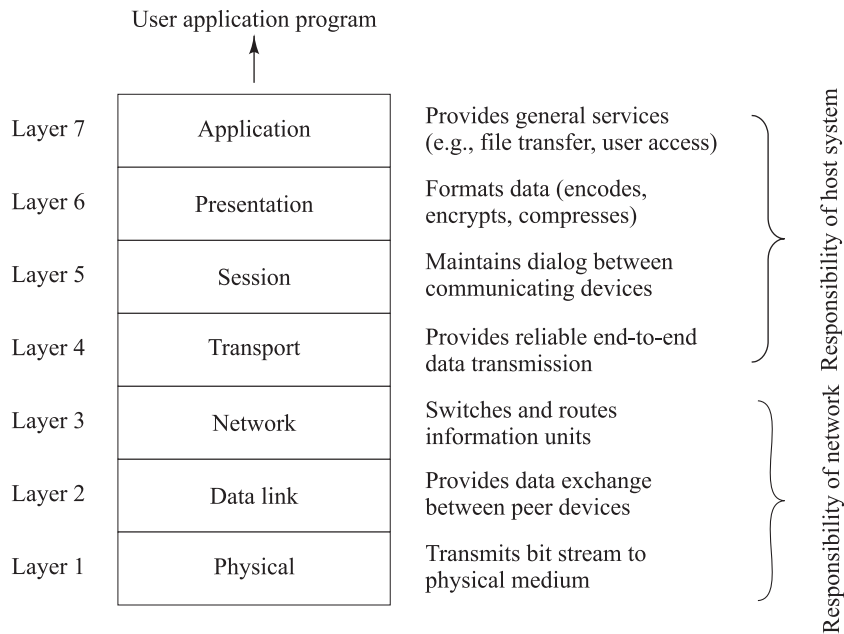 User application program
Layer 7
Application
Provides general services
(e.g., file transfer, user access)
Layer 6
Presentation
Formats data (encodes,
encrypts, compresses)
Layer 5
Session
Maintains dialog between
communicating devices
Layer 4
Transport
Provides reliable end-to-end
data transmission
Responsibility of host system
Layer 3
Network
Switches and routes
information units
Layer 2
Data link
Provides data exchange
between peer devices
Layer 1
Physical
Transmits bit stream to
physical medium
Responsibility of network